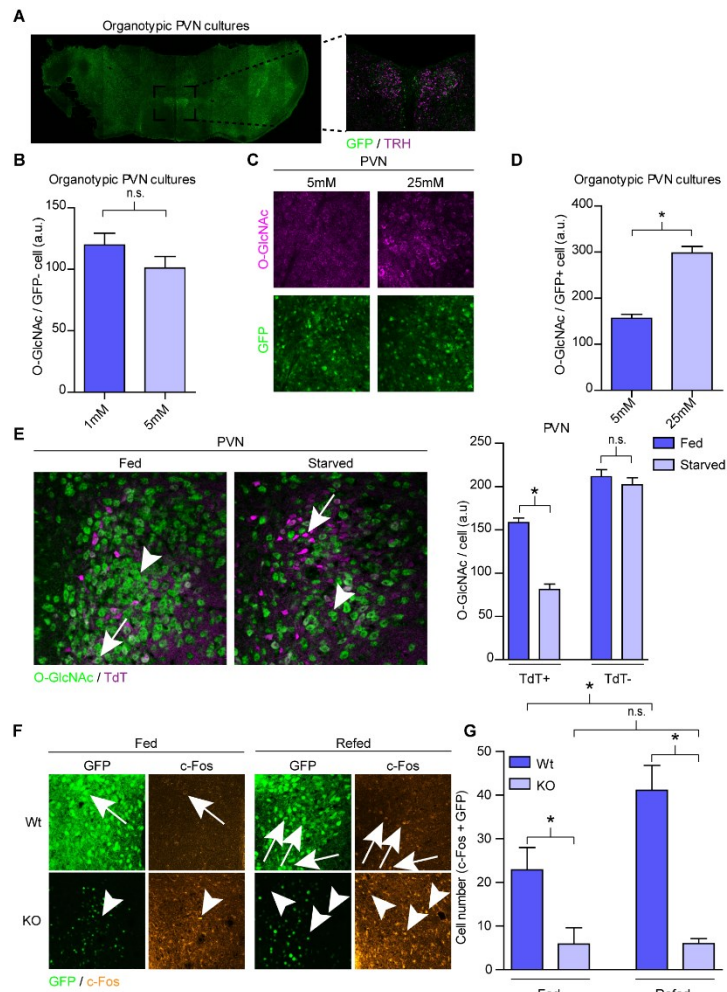 A
Organotypic PVN cultures
GFP / TRH
B
Organotypic PVN cultures
n.s.
O-GlcNAc / GFP- cell (a.u.)
150
100
50
0
1mM
5mM
C
PVN
5mM
25mM
O-GlcNAc
GFP
D
Organotypic PVN cultures
*
O-GlcNAc / GFP+ cell (a.u.)
400
300
200
100
0
5mM
25mM
E
PVN
Fed
Starved
O-GlcNAc / TdT
PVN
Fed
Starved
*
n.s.
O-GlcNAc / cell (a.u)
200
150
100
50
0
TdT+
TdT-
F
Fed
Refed
GFP
c-Fos
GFP
c-Fos
Wt
KO
GFP / c-Fos
G
*
n.s.
Wt
KO
*
*
Cell number (c-Fos + GFP)
50
40
30
20
10
0